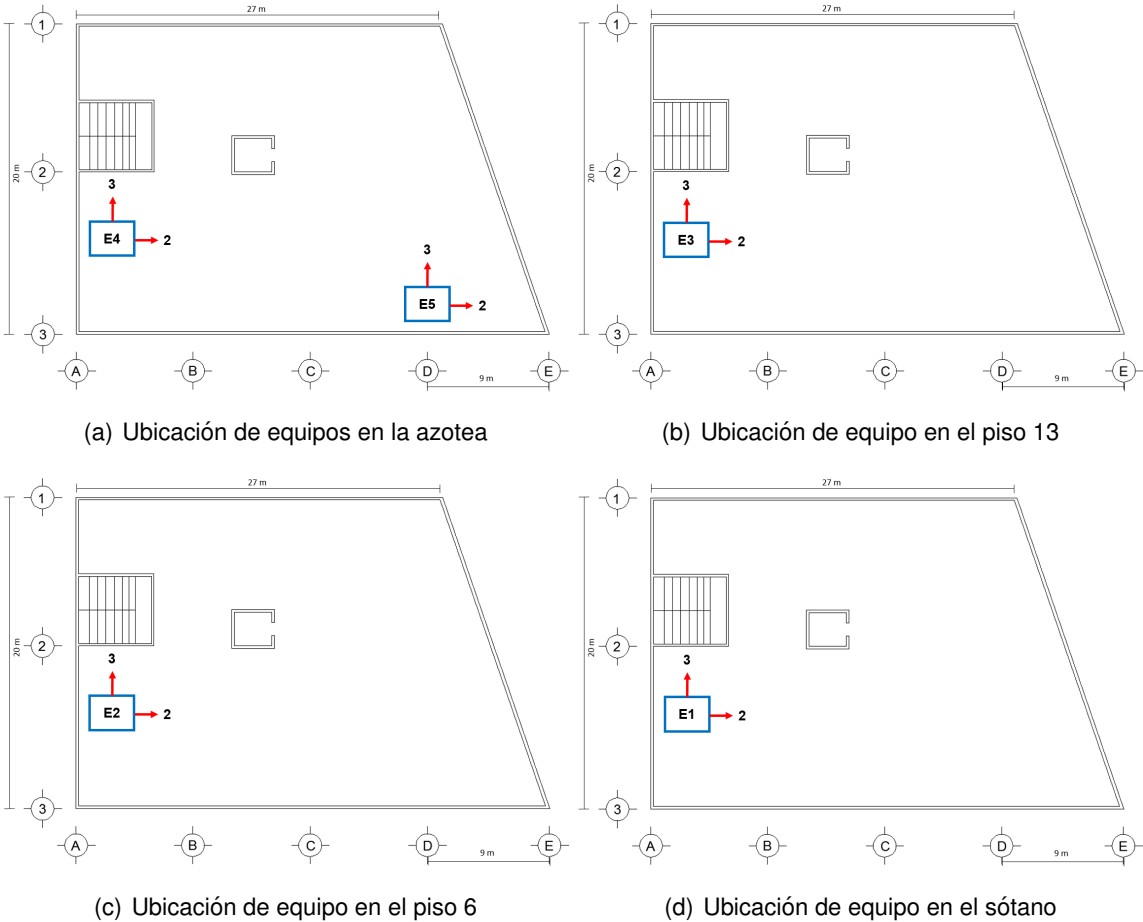 27 m
1
20 m
2
3
E4
2
3
E5
2
3
A
B
C
D
E
9 m
(a) Ubicación de equipos en la azotea
27 m
1
20 m
2
3
E3
2
3
A
B
C
D
E
9 m
(b) Ubicación de equipo en el piso 13
27 m
1
20 m
2
3
E2
2
3
A
B
C
D
E
9 m
(c) Ubicación de equipo en el piso 6
27 m
1
20 m
2
3
E1
2
3
A
B
C
D
E
9 m
(d) Ubicación de equipo en el sótano